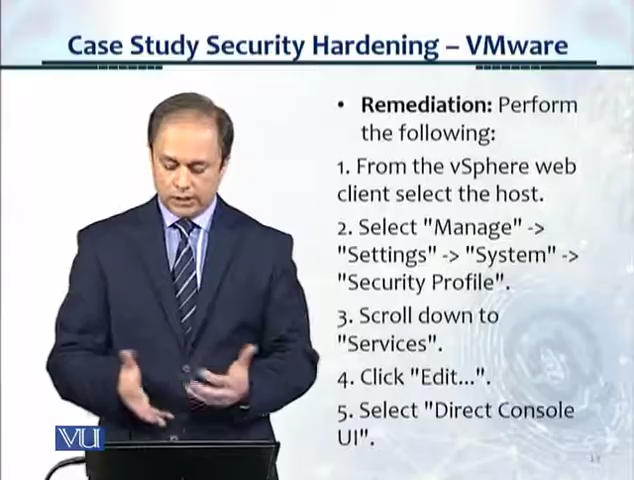 Case Study Security Hardening – VMware
• Remediation: Perform
the following:
1. From the vSphere web
client select the host.
2. Select "Manage" ->
"Settings" -> "System" ->
"Security Profile".
3. Scroll down to
"Services".
4. Click "Edit...".
5. Select "Direct Console
UI".
VU